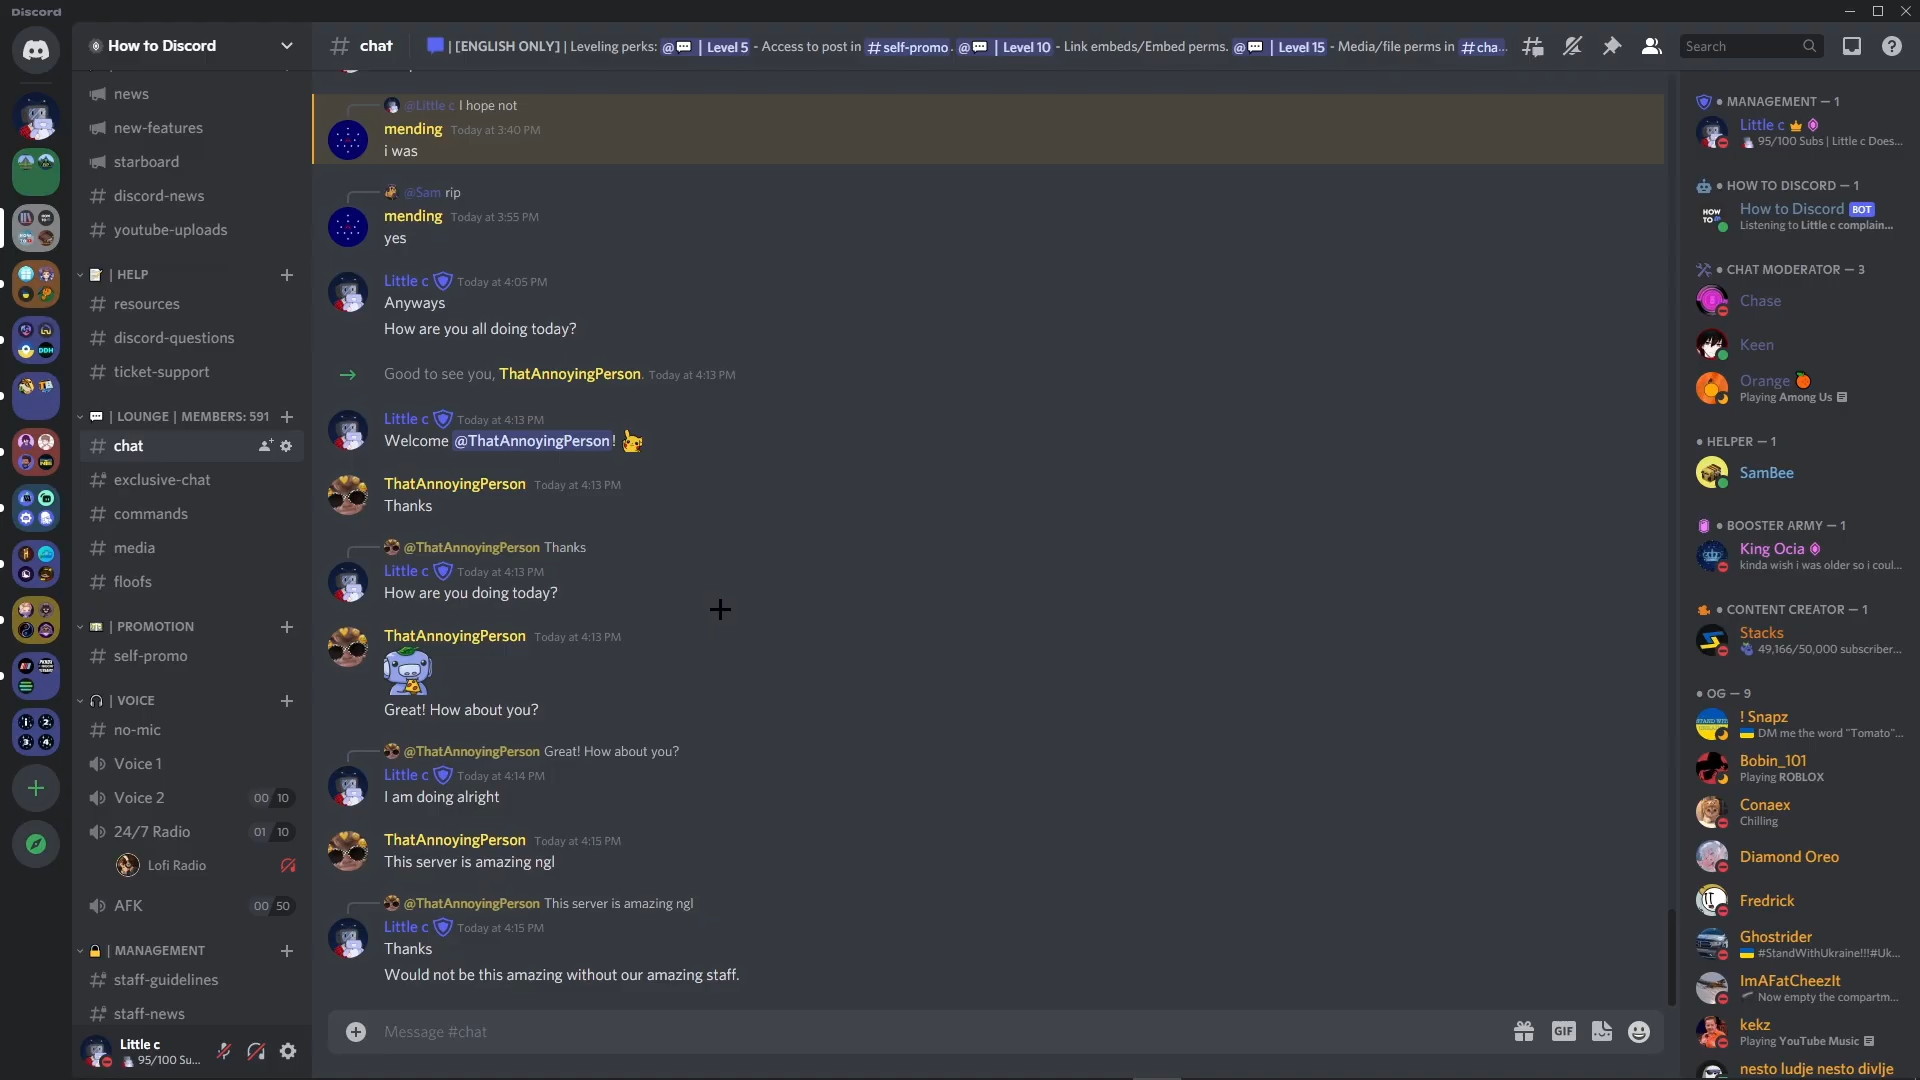 Discord
How to Discord
chat
| [ENGLISH ONLY] | Leveling perks: @💬 | Level 5 - Access to post in #self-promo. @💬 | Level 10 - Link embeds/Embed perms. @💬 | Level 15 - Media/file perms in #cha...
Search
news
new-features
starboard
discord-news
youtube-uploads
| HELP
resources
discord-questions
ticket-support
| LOUNGE | MEMBERS: 591
chat
exclusive-chat
commands
media
floofs
| PROMOTION
self-promo
| VOICE
no-mic
Voice 1
Voice 2 00 10
24/7 Radio 01 10
Lofi Radio
AFK 00 50
| MANAGEMENT
staff-guidelines
staff-news
Little c
95/100 Su...
@Little c I hope not
mending Today at 3:40 PM
i was
@Sam rip
mending Today at 3:55 PM
yes
Little c Today at 4:05 PM
Anyways
How are you all doing today?
Good to see you, ThatAnnoyingPerson. Today at 4:13 PM
Little c Today at 4:13 PM
Welcome @ThatAnnoyingPerson!
ThatAnnoyingPerson Today at 4:13 PM
Thanks
@ThatAnnoyingPerson Thanks
Little c Today at 4:13 PM
How are you doing today?
ThatAnnoyingPerson Today at 4:13 PM
Great! How about you?
@ThatAnnoyingPerson Great! How about you?
Little c Today at 4:14 PM
I am doing alright
ThatAnnoyingPerson Today at 4:15 PM
This server is amazing ngl
@ThatAnnoyingPerson This server is amazing ngl
Little c Today at 4:15 PM
Thanks
Would not be this amazing without our amazing staff.
Message #chat
GIF
MANAGEMENT — 1
Little c
95/100 Subs | Little c Does...
HOW TO DISCORD — 1
How to Discord BOT
Listening to Little c complain...
CHAT MODERATOR — 3
Chase
Keen
Orange
Playing Among Us
HELPER — 1
SamBee
BOOSTER ARMY — 1
King Ocia
kinda wish i was older so i coul...
CONTENT CREATOR — 1
Stacks
49,166/50,000 subscriber...
OG — 9
! Snapz
DM me the word "Tomato"...
Bobin_101
Playing ROBLOX
Conaex
Chilling
Diamond Oreo
Fredrick
Ghostrider
#StandWithUkraine!!!#Uk...
ImAFatCheezIt
Now empty the compartm...
kekz
Playing YouTube Music
nesto ludje nesto divlje